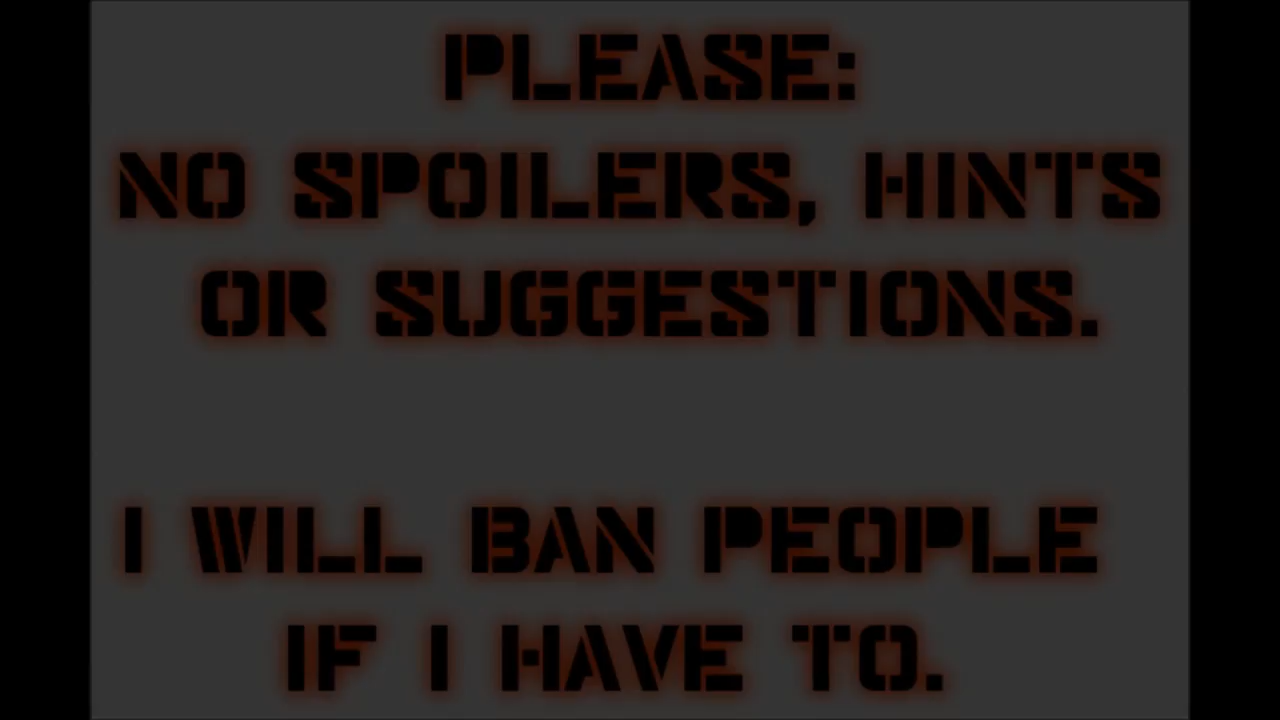 PLEASE:
NO SPOILERS, HINTS
OR SUGGESTIONS.
I WILL BAN PEOPLE
IF I HAVE TO.